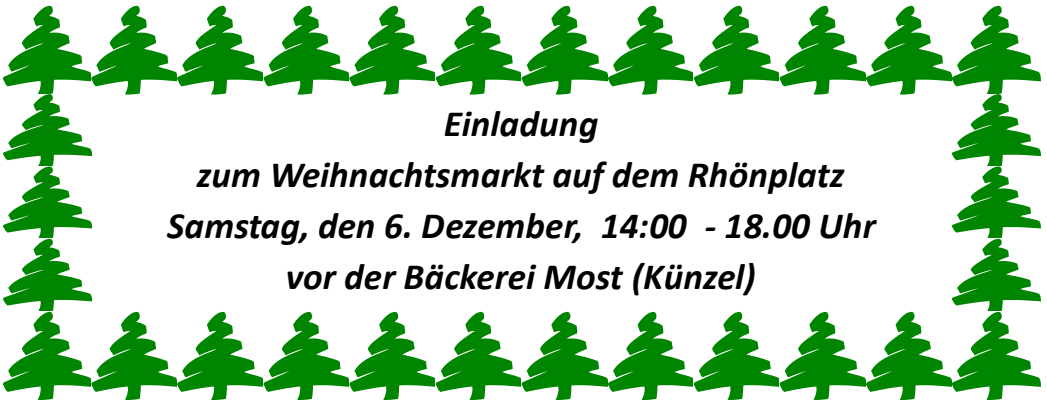 Einladung
zum Weihnachtsmarkt auf dem Rhönplatz
Samstag, den 6. Dezember,  14:00  - 18.00 Uhr
vor der Bäckerei Most (Künzel)